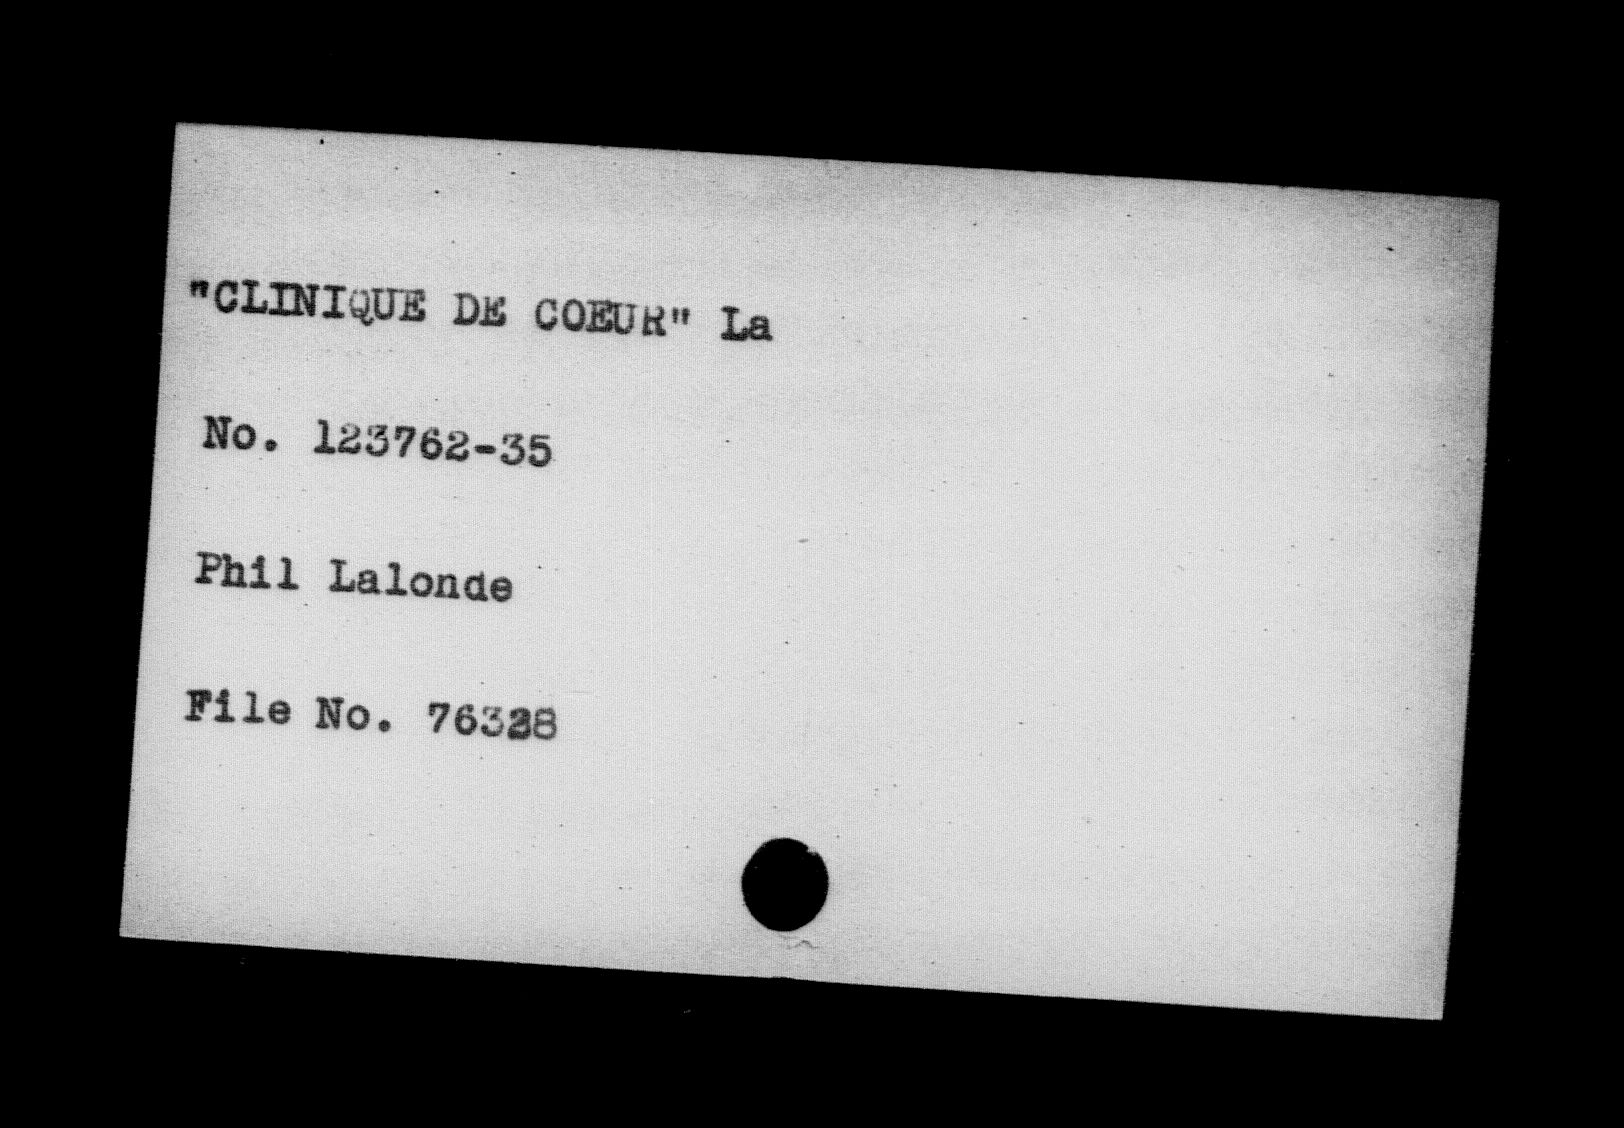 "CLINIQUE DE COEUR" La
No. 123762-35
Phil Lalonde
File No. 76328